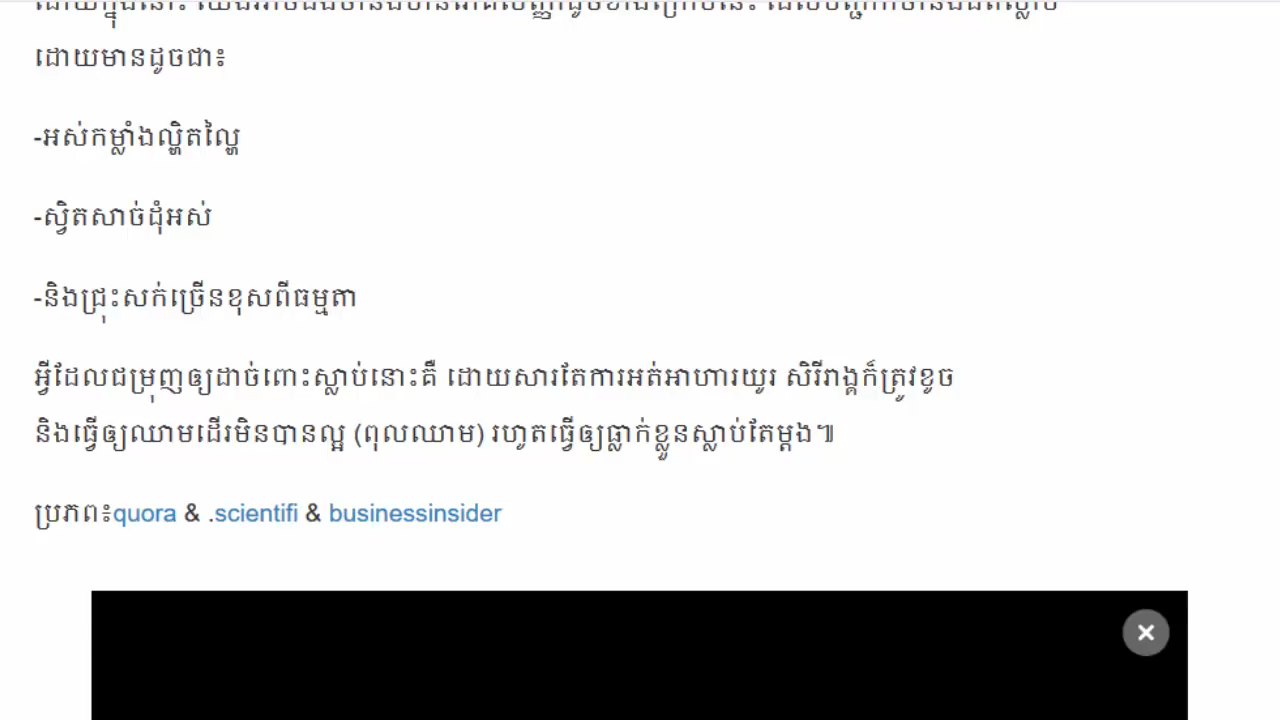 ដោយមានដូចជា៖
-អស់កម្លាំងល្ហិតល្ហៃ
-ស្វិតសាច់ដុំអស់
-និងជ្រុះសក់ច្រើនខុសពីធម្មតា
អ្វីដែលជម្រុញឲ្យដាច់ពោះស្លាប់នោះគឺ ដោយសារតែការអត់អាហារយូរ សិរីរាង្គក៏ត្រូវខូច
និងធ្វើឲ្យឈាមដើរមិនបានល្អ (ពុលឈាម) រហូតធ្វើឲ្យធ្លាក់ខ្លួនស្លាប់តែម្តង៕
ប្រភព៖quora & .scientifi & businessinsider